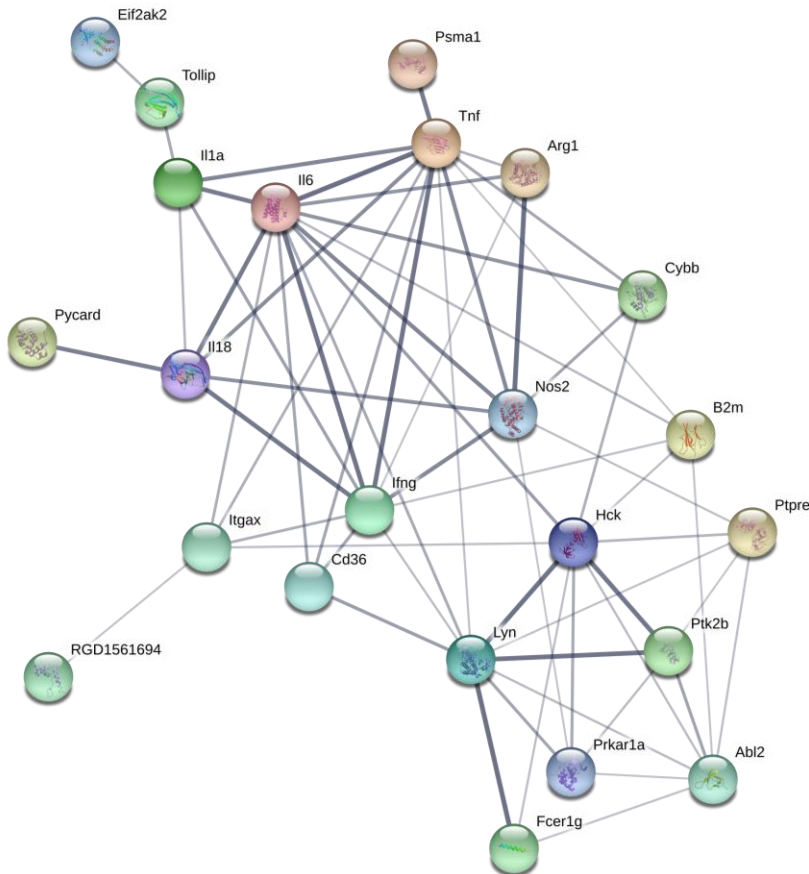 Eif2ak2
Psma1
Tollip
Tnf
Arg1
Il1a
Il6
Cybb
Pycard
Il18
Nos2
B2m
Ifng
Itgax
Hck
Ptpre
Cd36
Lyn
Ptk2b
RGD1561694
Prkar1a
Abl2
Fcer1g